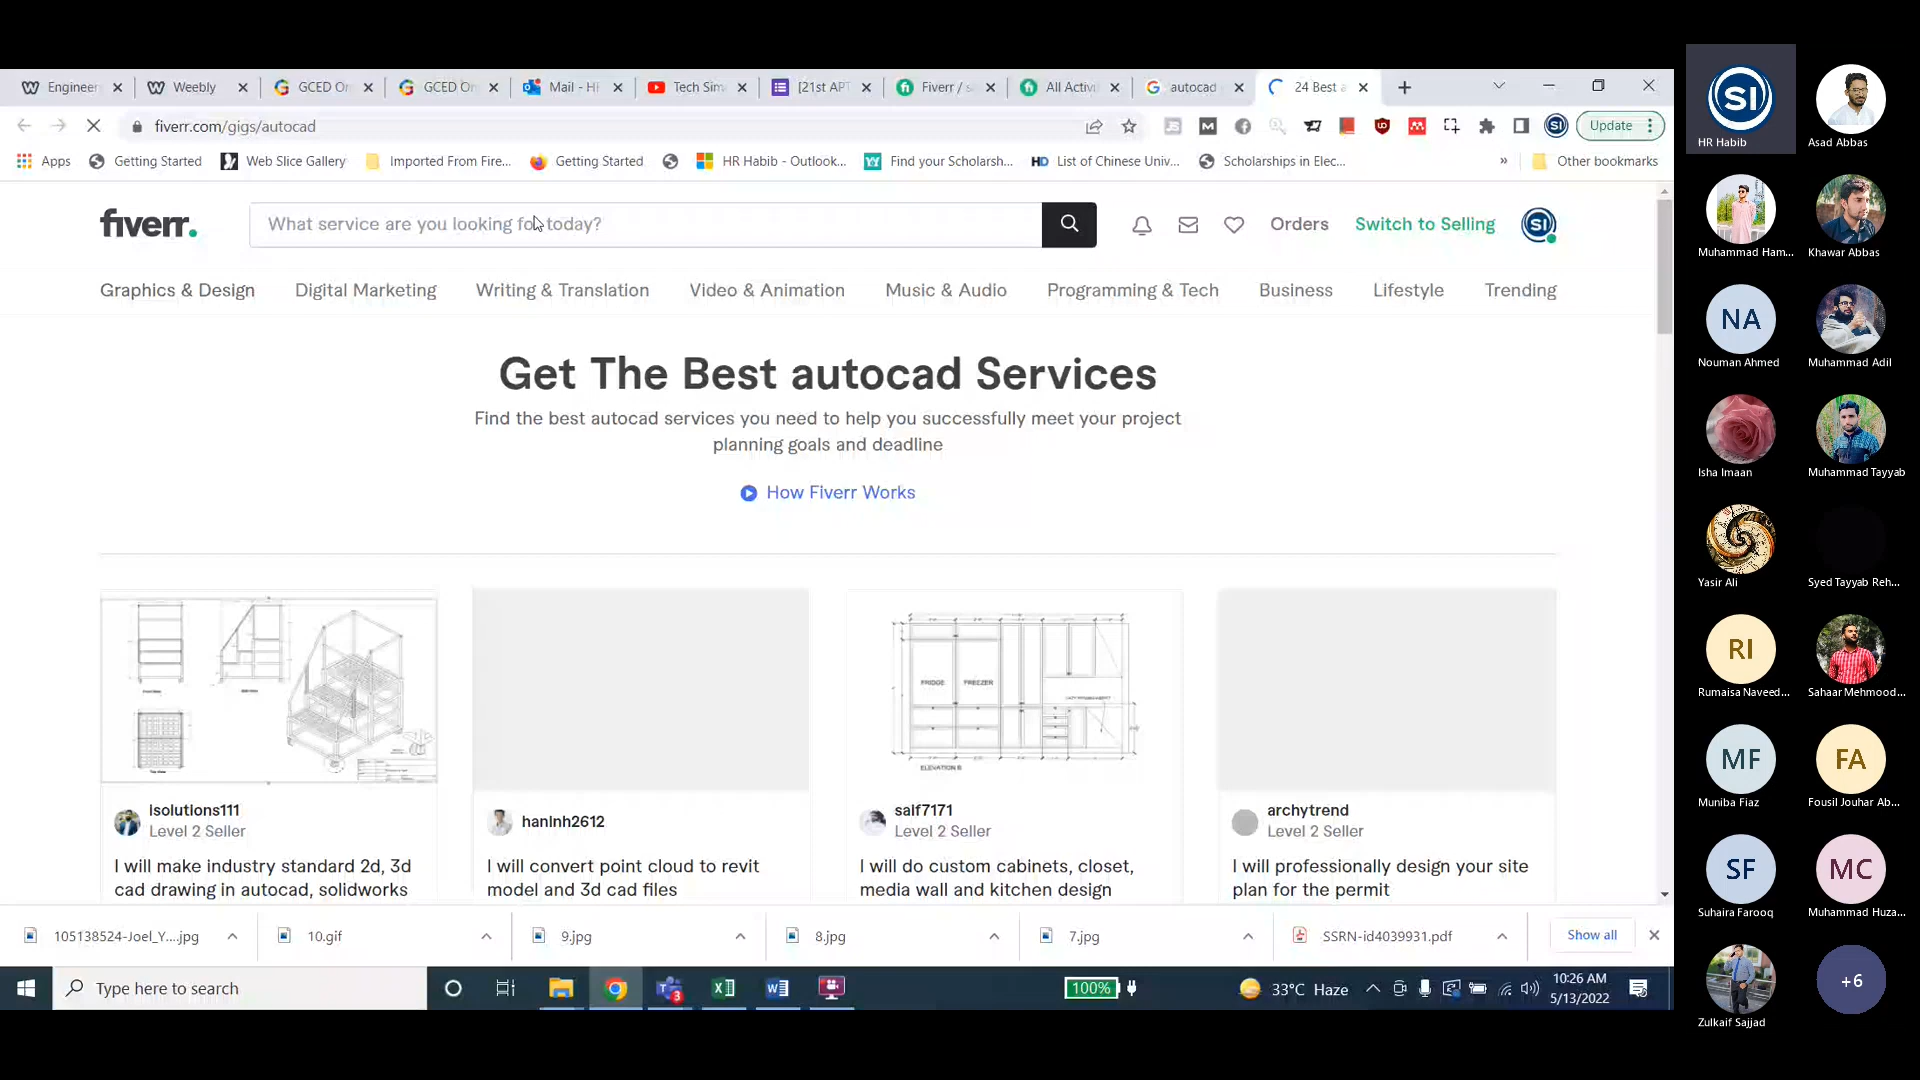 Engineer
Weekly
GCED On
GCED On
Mail - HR
Tech Sim
[21st APT
Fiverr / s
All Activi
autocad
24 Best a
fiverr.com/gigs/autocad
Update
Apps
Getting Started
Web Slice Gallery
Imported From Fire...
Getting Started
HR Habib - Outlook...
Find your Scholarsh...
List of Chinese Univ...
Scholarships in Elec...
»
Other bookmarks
fiverr.
What service are you looking for today?
Orders
Switch to Selling
SI
Graphics & Design
Digital Marketing
Writing & Translation
Video & Animation
Music & Audio
Programming & Tech
Business
Lifestyle
Trending
Get The Best autocad Services
Find the best autocad services you need to help you successfully meet your project
planning goals and deadline
How Fiverr Works
FRIDGE
FREEZER
ELEVATION B
isolutions111
Level 2 Seller
I will make industry standard 2d, 3d
cad drawing in autocad, solidworks
haninh2612
I will convert point cloud to revit
model and 3d cad files
saif7171
Level 2 Seller
I will do custom cabinets, closet,
media wall and kitchen design
archytrend
Level 2 Seller
I will professionally design your site
plan for the permit
105138524-Joel_Y....jpg
10.gif
9.jpg
8.jpg
7.jpg
SSRN-id4039931.pdf
Show all
Type here to search
3
100%
33°C Haze
10:26 AM
5/13/2022
SI
HR Habib
Asad Abbas
Muhammad Ham...
Khawar Abbas
NA
Nouman Ahmed
Muhammad Adil
Isha Imaan
Muhammad Tayyab
Yasir Ali
Syed Tayyab Reh...
RI
Rumaisa Naveed...
Sahaar Mehmood...
MF
Muniba Fiaz
FA
Fousil Jouhar Ab...
SF
Suhaira Farooq
MC
Muhammad Huza...
Zulkaif Sajjad
+6